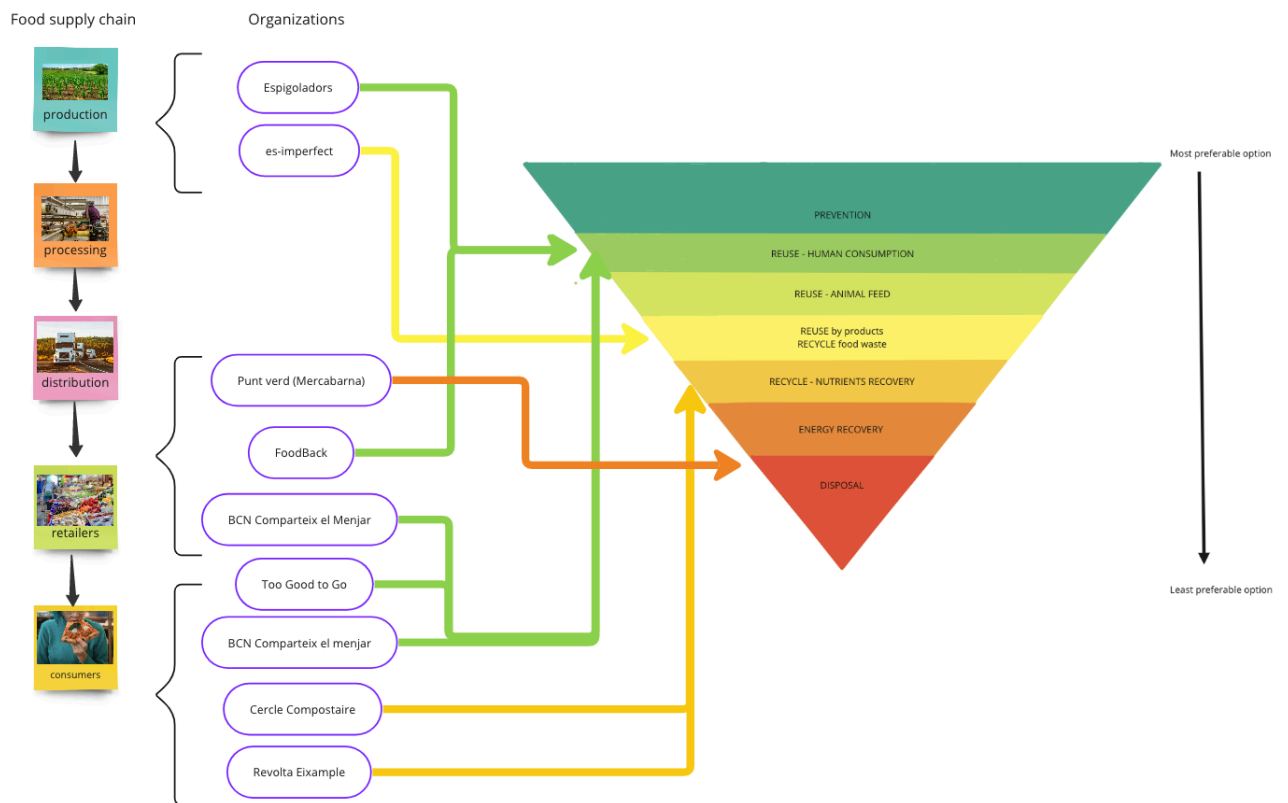 Food supply chain
Organizations
production
processing
distribution
retailers
consumers
Espigoladors
es-imperfect
Punt verd (Mercabarna)
FoodBack
BCN Comparteix el Menjar
Too Good to Go
BCN Comparteix el menjar
Cercle Compostaire
Revolta Eixample
PREVENTION
REUSE - HUMAN CONSUMPTION
REUSE - ANIMAL FEED
REUSE by products
RECYCLE food waste
RECYCLE - NUTRIENTS RECOVERY
ENERGY RECOVERY
DISPOSAL
Most preferable option
Least preferable option